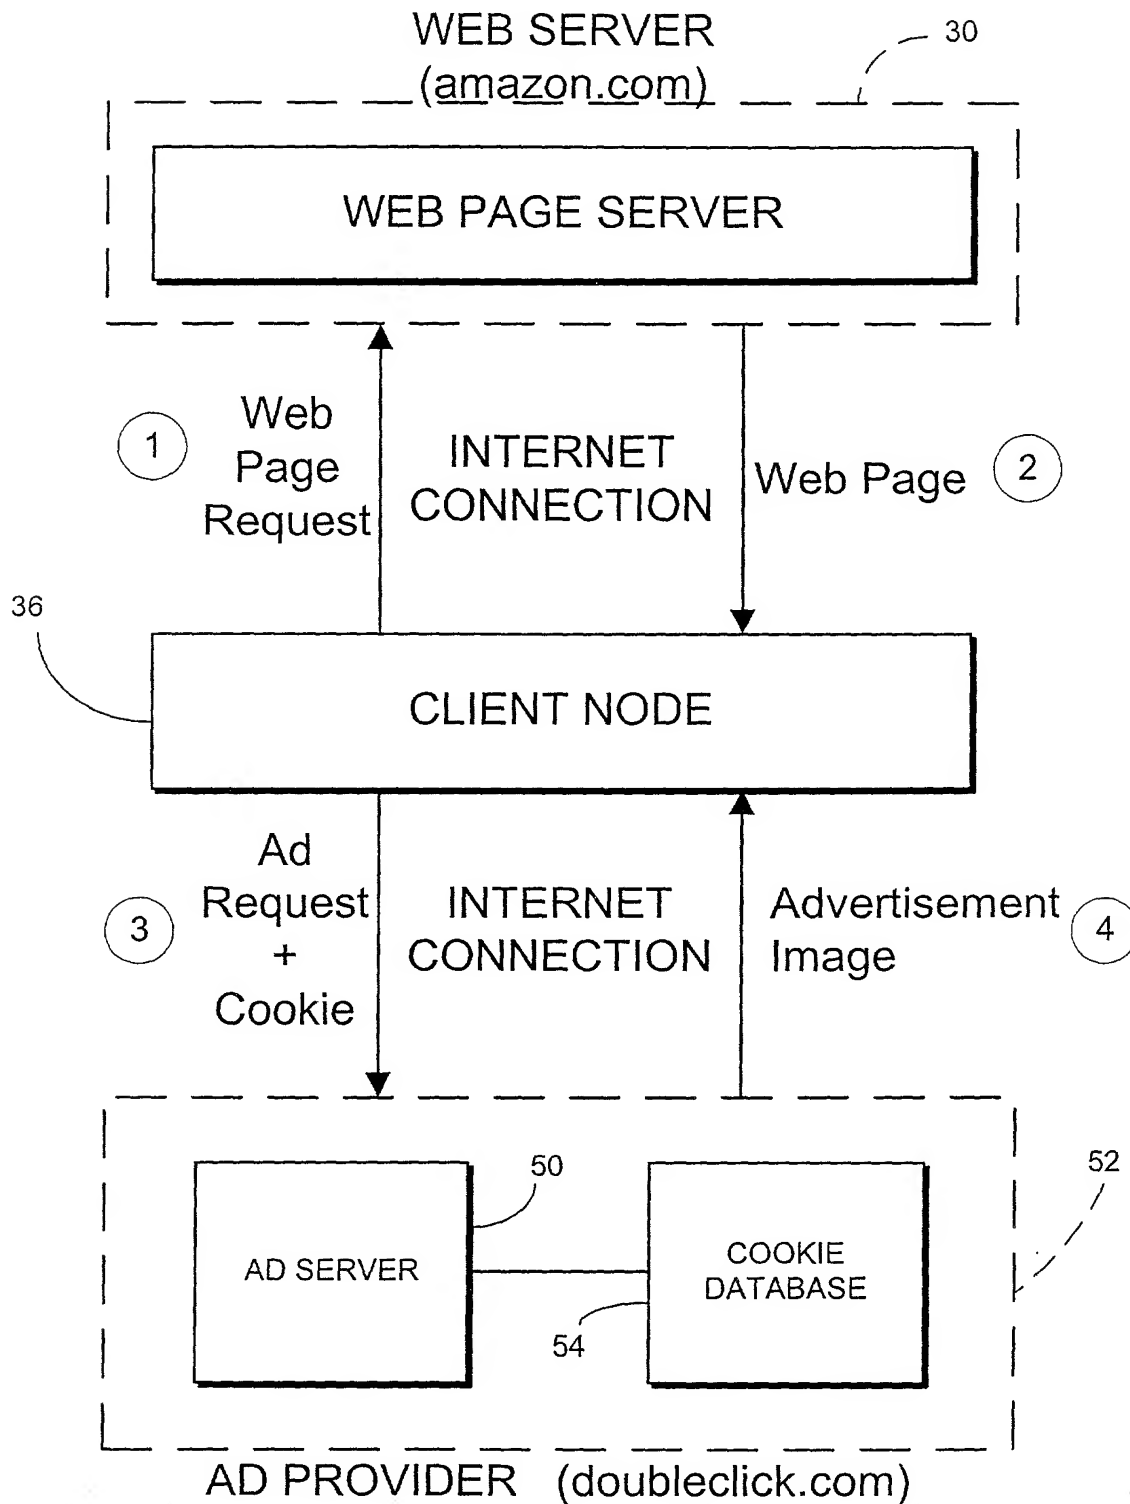 WEB SERVER
(amazon.com)
30
WEB PAGE SERVER
1
Web
Page
Request
INTERNET
CONNECTION
Web Page
2
36
CLIENT NODE
3
Ad
Request
+
Cookie
INTERNET
CONNECTION
Advertisement
Image
4
50
52
AD SERVER
COOKIE
DATABASE
54
AD PROVIDER (doubleclick.com)